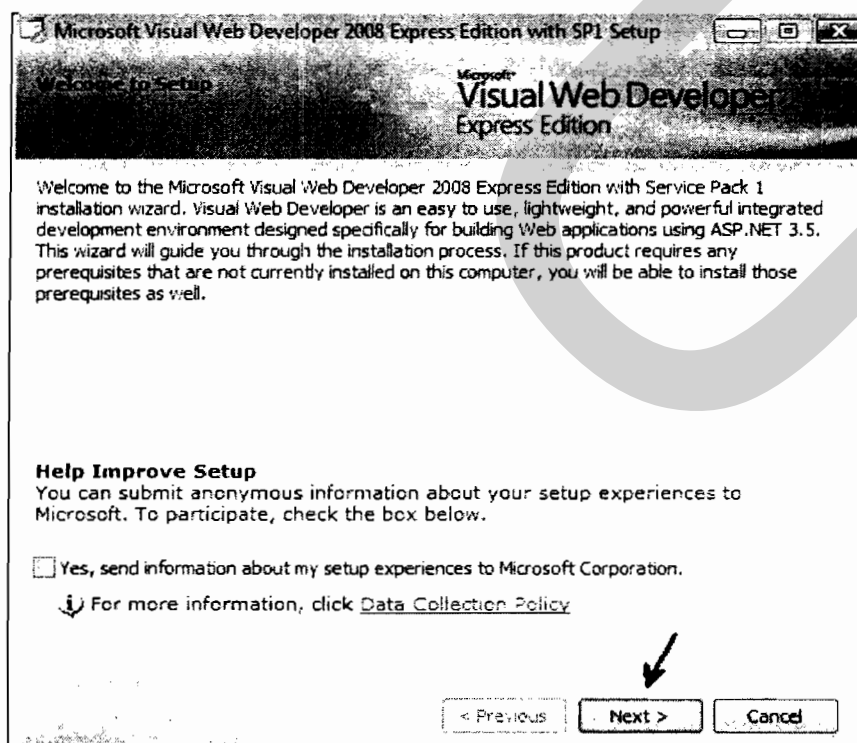 Microsoft Visual Web Developer 2008 Express Edition with SP1 Setup
Welcome to Setup
Microsoft
Visual Web Developer
Express Edition
Welcome to the Microsoft Visual Web Developer 2008 Express Edition with Service Pack 1
installation wizard. Visual Web Developer is an easy to use, lightweight, and powerful integrated
development environment designed specifically for building Web applications using ASP.NET 3.5.
This wizard will guide you through the installation process. If this product requires any
prerequisites that are not currently installed on this computer, you will be able to install those
prerequisites as well.
Help Improve Setup
You can submit anonymous information about your setup experiences to
Microsoft. To participate, check the box below.
Yes, send information about my setup experiences to Microsoft Corporation.
For more information, click Data Collection Policy
< Previous
Next >
Cancel